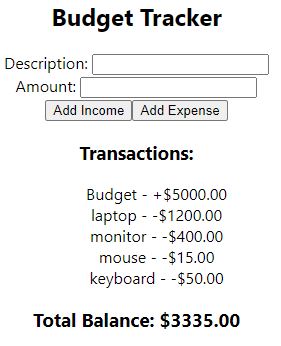 Budget Tracker
Description:
Amount:
Add Income Add Expense
Transactions:
Budget - +$5000.00
laptop - -$1200.00
monitor - -$400.00
mouse - -$15.00
keyboard - -$50.00
Total Balance: $3335.00